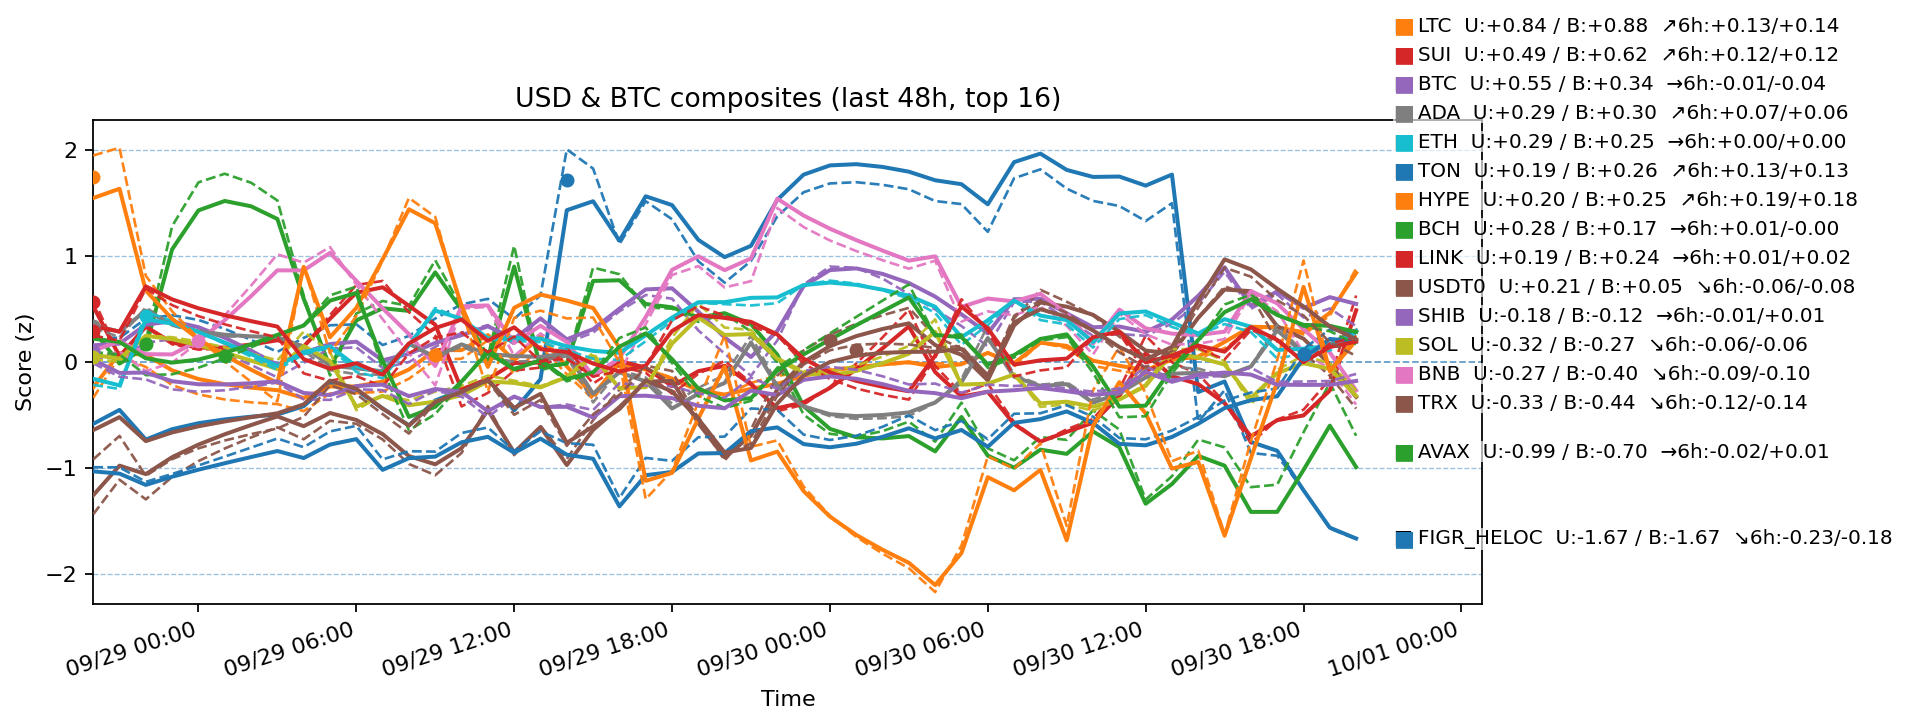 LTC  U:+0.84 / B:+0.88  ↗6h:+0.13/+0.14
SUI  U:+0.49 / B:+0.62  ↗6h:+0.12/+0.12
BTC  U:+0.55 / B:+0.34  →6h:-0.01/-0.04
ADA  U:+0.29 / B:+0.30  ↗6h:+0.07/+0.06
ETH  U:+0.29 / B:+0.25  →6h:+0.00/+0.00
TON  U:+0.19 / B:+0.26  ↗6h:+0.13/+0.13
HYPE  U:+0.20 / B:+0.25  ↗6h:+0.19/+0.18
BCH  U:+0.28 / B:+0.17  →6h:+0.01/-0.00
LINK  U:+0.19 / B:+0.24  →6h:+0.01/+0.02
USDT0  U:+0.21 / B:+0.05  ↘6h:-0.06/-0.08
SHIB  U:-0.18 / B:-0.12  →6h:-0.01/+0.01
SOL  U:-0.32 / B:-0.27  ↘6h:-0.06/-0.06
BNB  U:-0.27 / B:-0.40  ↘6h:-0.09/-0.10
TRX  U:-0.33 / B:-0.44  ↘6h:-0.12/-0.14
AVAX  U:-0.99 / B:-0.70  →6h:-0.02/+0.01
FIGR_HELOC  U:-1.67 / B:-1.67  ↘6h:-0.23/-0.18
USD & BTC composites (last 48h, top 16)
Score (z)
2
1
0
−1
−2
09/29 00:00
09/29 06:00
09/29 12:00
09/29 18:00
09/30 00:00
09/30 06:00
09/30 12:00
09/30 18:00
10/01 00:00
Time